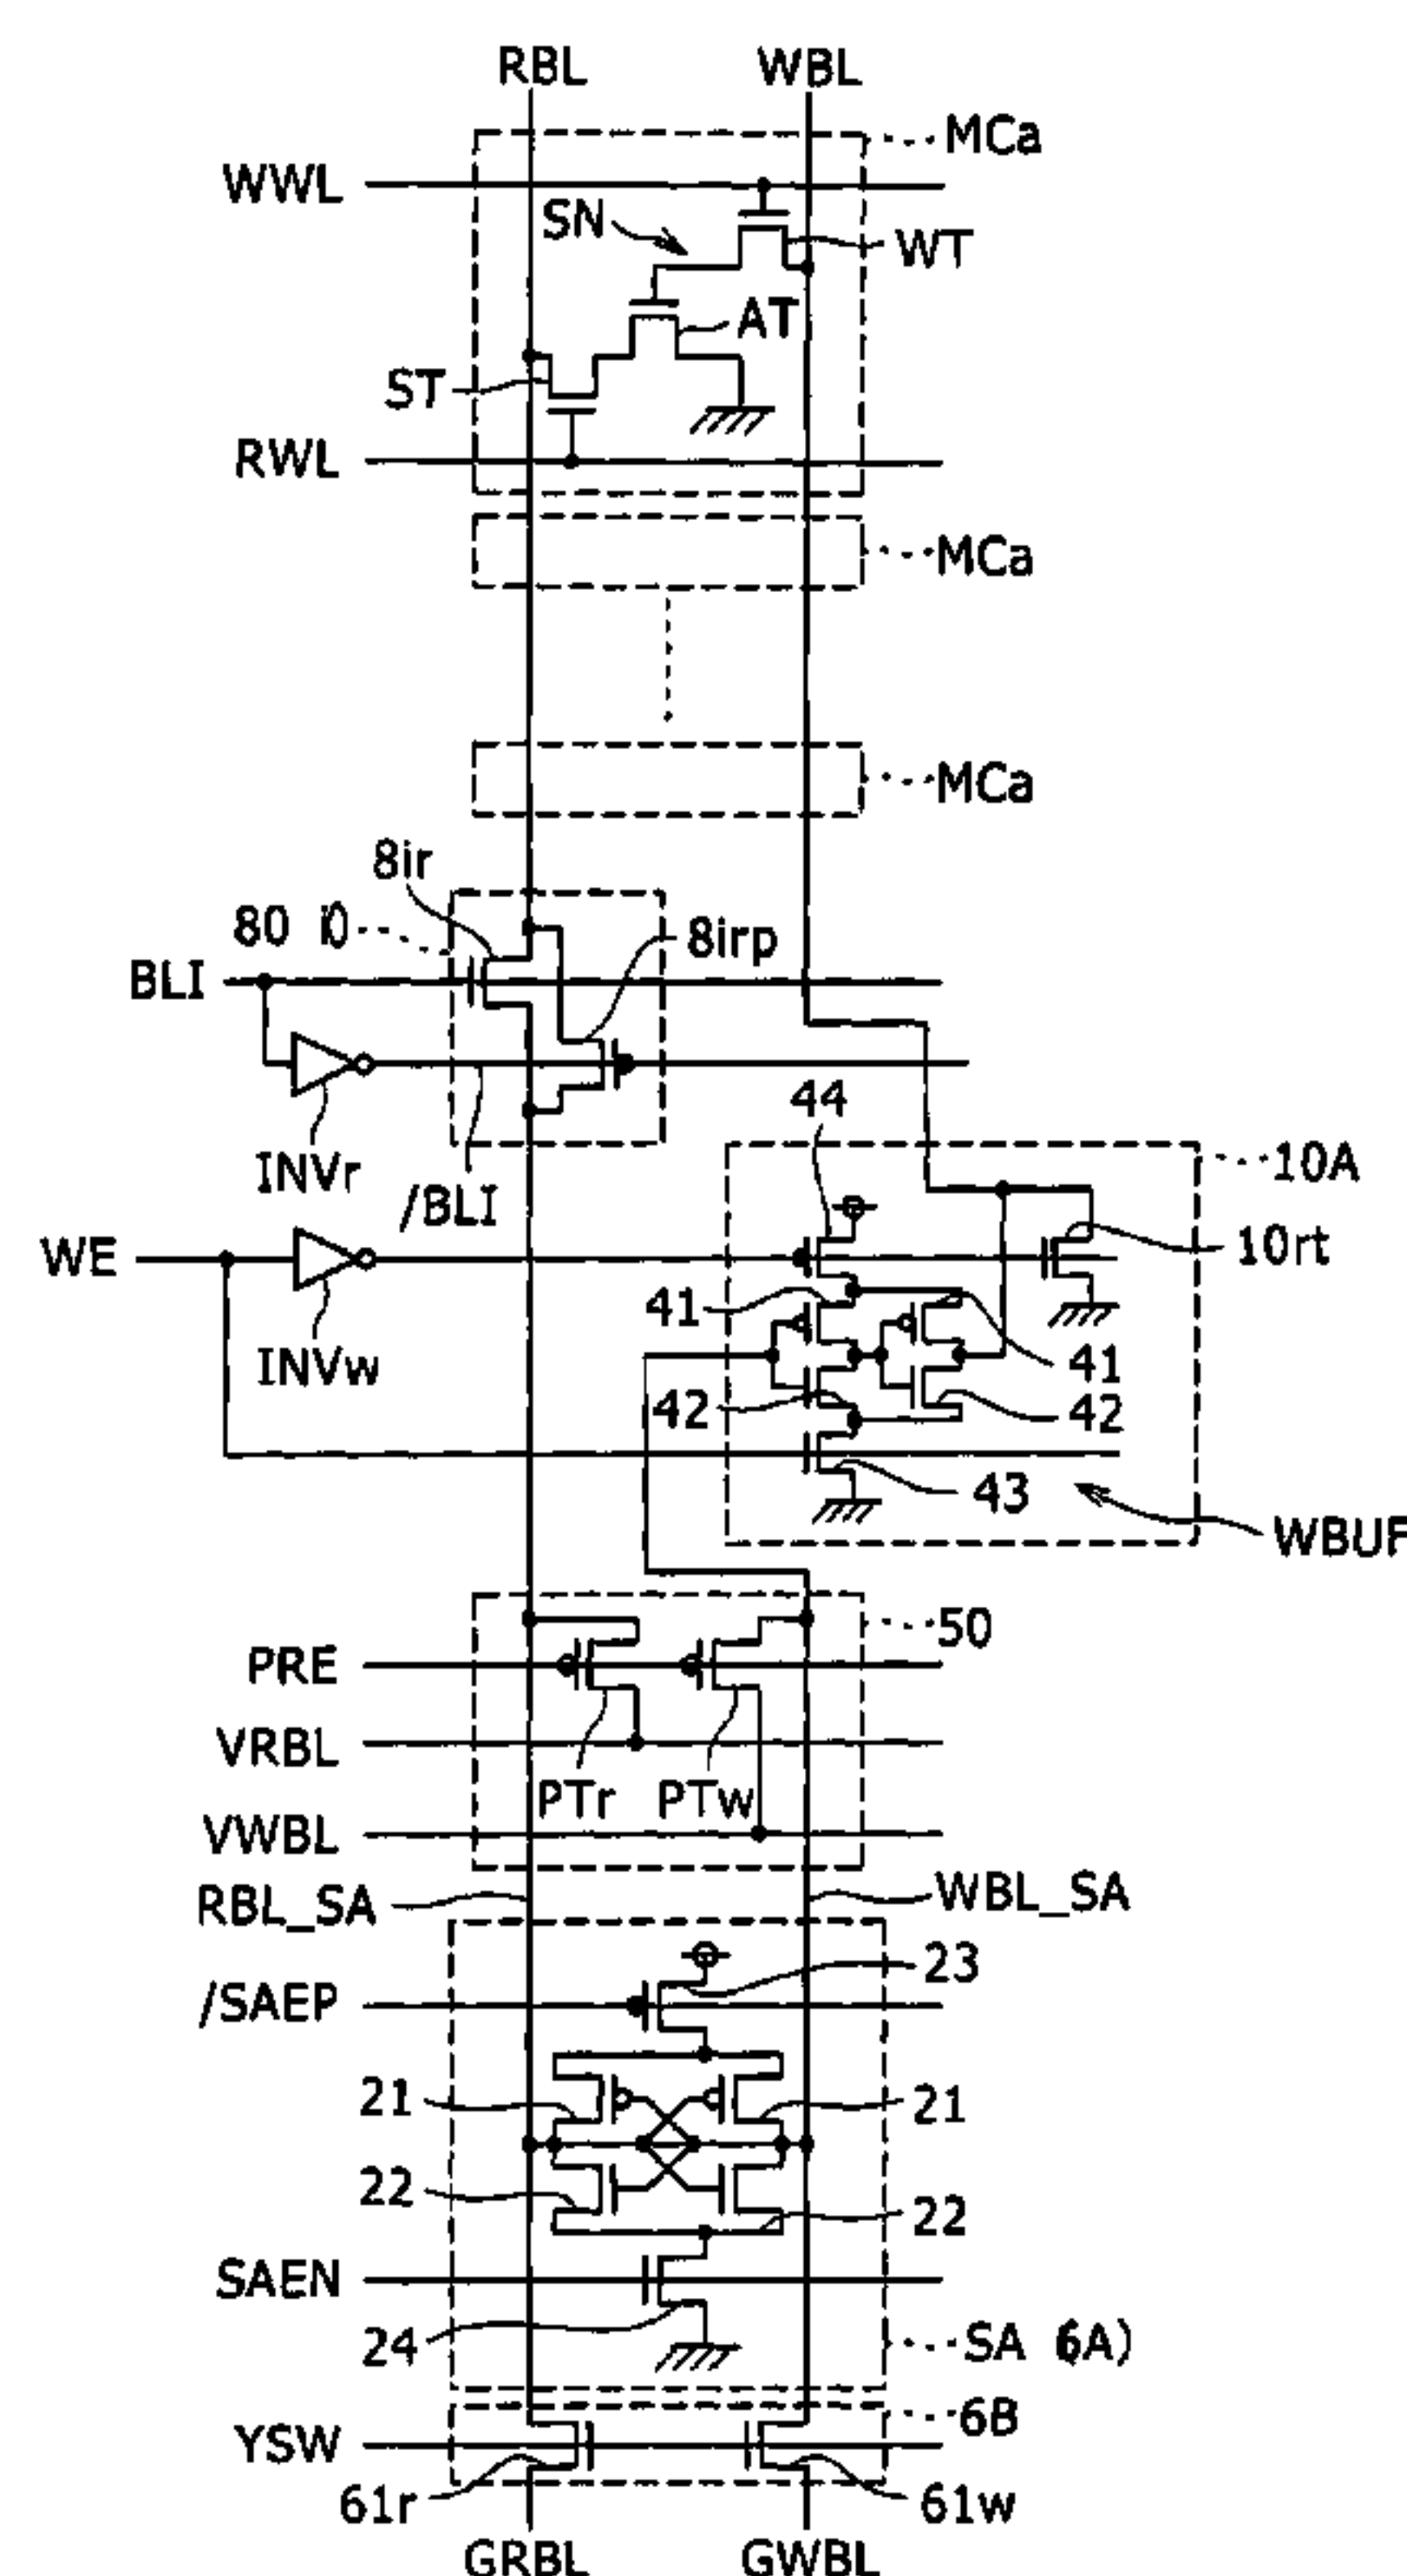 RBL WBL
MCa
WWL
SN
WT
AT
ST
RWL
MCa
MCa
8ir
80 i0
8irp
BLI
44
10A
INVr
/BLI
WE
10rt
41
INVw
41
42
42
43
WBUF
50
PRE
VRBL
PTr PTw
VWBL
RBL_SA
WBL_SA
23
/SAEP
21
21
22
22
SAEN
24
SA 6A)
6B
YSW
61r
61w
GRBL GWBL